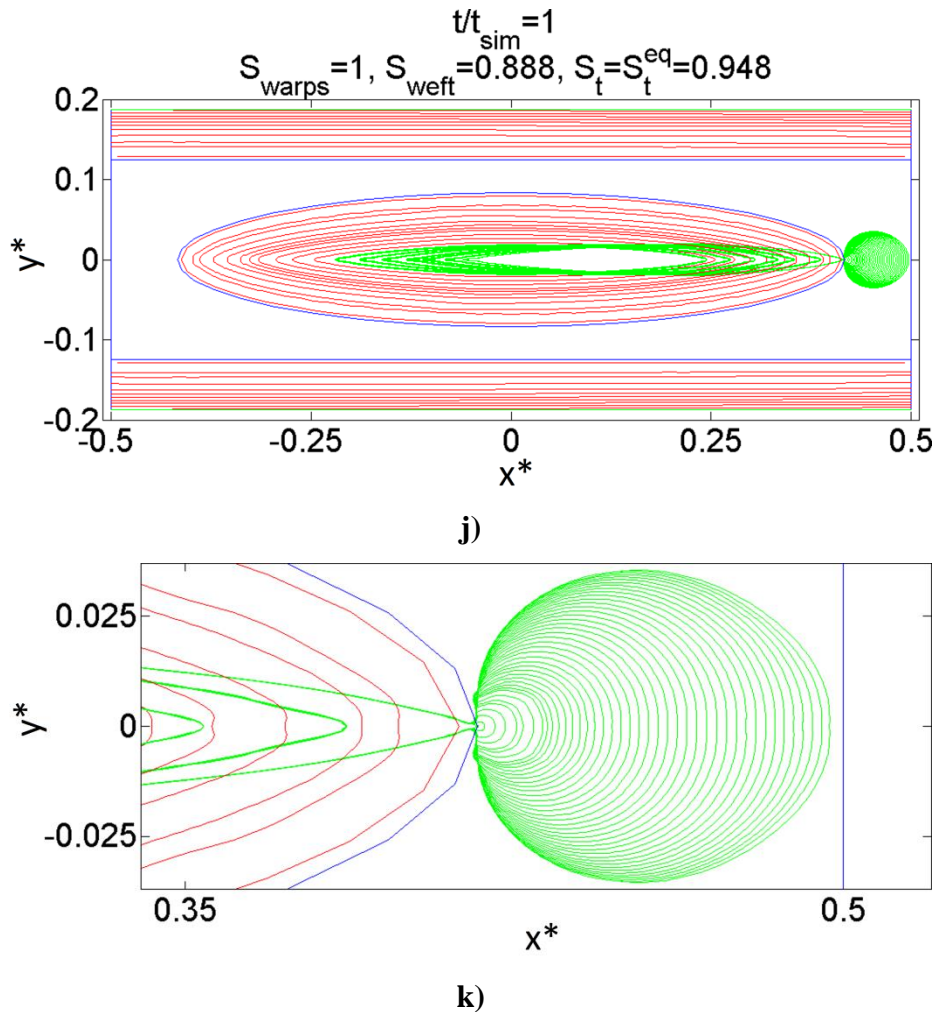 t/t_sim=1
S_warps=1, S_weft=0.888, S_t=S_t^eq=0.948
0.2
0.1
0
-0.1
-0.2
y*
-0.5
-0.25
0
0.25
0.5
x*
j)
0.025
0
-0.025
y*
0.35
0.5
x*
k)